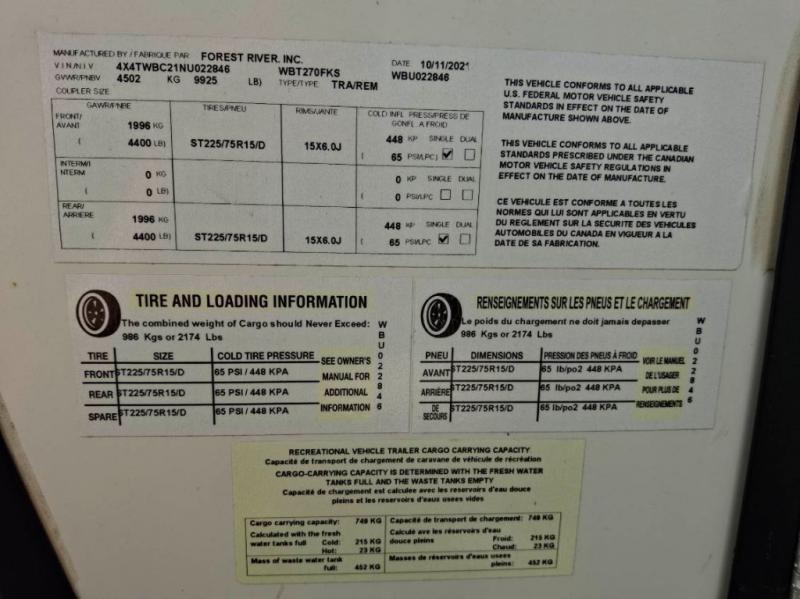 MANUFACTURED BY / FABRIQUE PAR FOREST RIVER, INC. DATE 10/11/2021
VIN/NIV 4X4TWBC21NU022846 WBT270FKS WBU022846
GVWR/PNBV 4502 KG 9925 LB) TYPE/TYPE TRA/REM
COUPLER SIZE
GAWR/PNBE TIRES/PNEU RIMS/JANTE COLD INFL PRESS/PRESS DE GONFL A FROID
FRONT/ AVANT 1996 KG 448 KP SINGLE DUAL
( 4400 LB) ST225/75R15/D 15X6.0J ( 65 PSI/LPC)
INTERM/I NTERM 0 KG 0 KP SINGLE DUAL
( 0 LB) ( 0 PSI/LPC
REAR/ ARRIERE 1996 KG 448 KP SINGLE DUAL
( 4400 LB) ST225/75R15/D 15X6.0J ( 65 PSI/LPC
THIS VEHICLE CONFORMS TO ALL APPLICABLE
U.S. FEDERAL MOTOR VEHICLE SAFETY
STANDARDS IN EFFECT ON THE DATE OF
MANUFACTURE SHOWN ABOVE.
THIS VEHICLE CONFORMS TO ALL APPLICABLE
STANDARDS PRESCRIBED UNDER THE CANADIAN
MOTOR VEHICLE SAFETY REGULATIONS IN
EFFECT ON THE DATE OF MANUFACTURE.
CE VEHICULE EST CONFORME A TOUTES LES
NORMES QUI LUI SONT APPLICABLES EN VERTU
DU REGLEMENT SUR LA SECURITE DES VEHICULES
AUTOMOBILES DU CANADA EN VIGUEUR A LA
DATE DE SA FABRICATION.
TIRE AND LOADING INFORMATION
The combined weight of Cargo should Never Exceed:
986 Kgs or 2174 Lbs
TIRE SIZE COLD TIRE PRESSURE
FRONT ST225/75R15/D 65 PSI / 448 KPA
REAR ST225/75R15/D 65 PSI / 448 KPA
SPARE ST225/75R15/D 65 PSI / 448 KPA
SEE OWNER'S
MANUAL FOR
ADDITIONAL
INFORMATION
WBU022846
RENSEIGNEMENTS SUR LES PNEUS ET LE CHARGEMENT
Le poids du chargement ne doit jamais depasser
986 Kgs or 2174 Lbs
PNEU DIMENSIONS PRESSION DES PNEUS À FROID
AVANT ST225/75R15/D 65 lb/po2 448 KPA
ARRIÈRE ST225/75R15/D 65 lb/po2 448 KPA
DE SECOURS ST225/75R15/D 65 lb/po2 448 KPA
VOIR LE MANUEL
DE L'USAGER
POUR PLUS DE
RENSEIGNEMENTS
WBU022846
RECREATIONAL VEHICLE TRAILER CARGO CARRYING CAPACITY
Capacité de transport de chargement de caravane de véhicule de récréation
CARGO-CARRYING CAPACITY IS DETERMINED WITH THE FRESH WATER
TANKS FULL AND THE WASTE TANKS EMPTY
Capacité de chargement est calculee avec les reservoirs d'eau douce
pleins et les reservoirs d'eaux usees vides
Cargo carrying capacity: 749 KG
Calculated with the fresh
water tanks full Cold: 215 KG
Hot: 23 KG
Mass of waste water tank
full: 452 KG
Capacité de transport de chargement: 749 KG
Calculé ave les réservoirs d'eau
douce pleins Froid: 215 KG
Chaud: 23 KG
Masses de réservoirs d'eaux usees
pleins: 452 KG